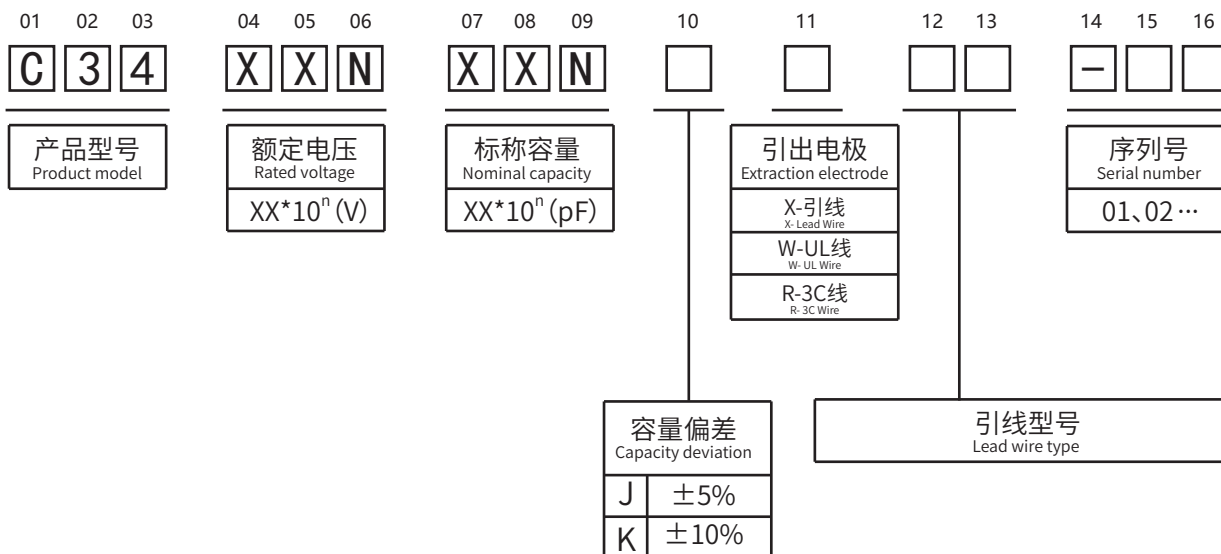 01 02 03 04 05 06 07 08 09 10 11 12 13 14 15 16
C 3 4 X X N X X N −
产品型号
Product model
额定电压
Rated voltage
XX*10ⁿ(V)
标称容量
Nominal capacity
XX*10ⁿ(pF)
引出电极
Extraction electrode
X-引线
X- Lead Wire
W-UL线
W- UL Wire
R-3C线
R- 3C Wire
序列号
Serial number
01、02…
容量偏差
Capacity deviation
J ±5%
K ±10%
引线型号
Lead wire type